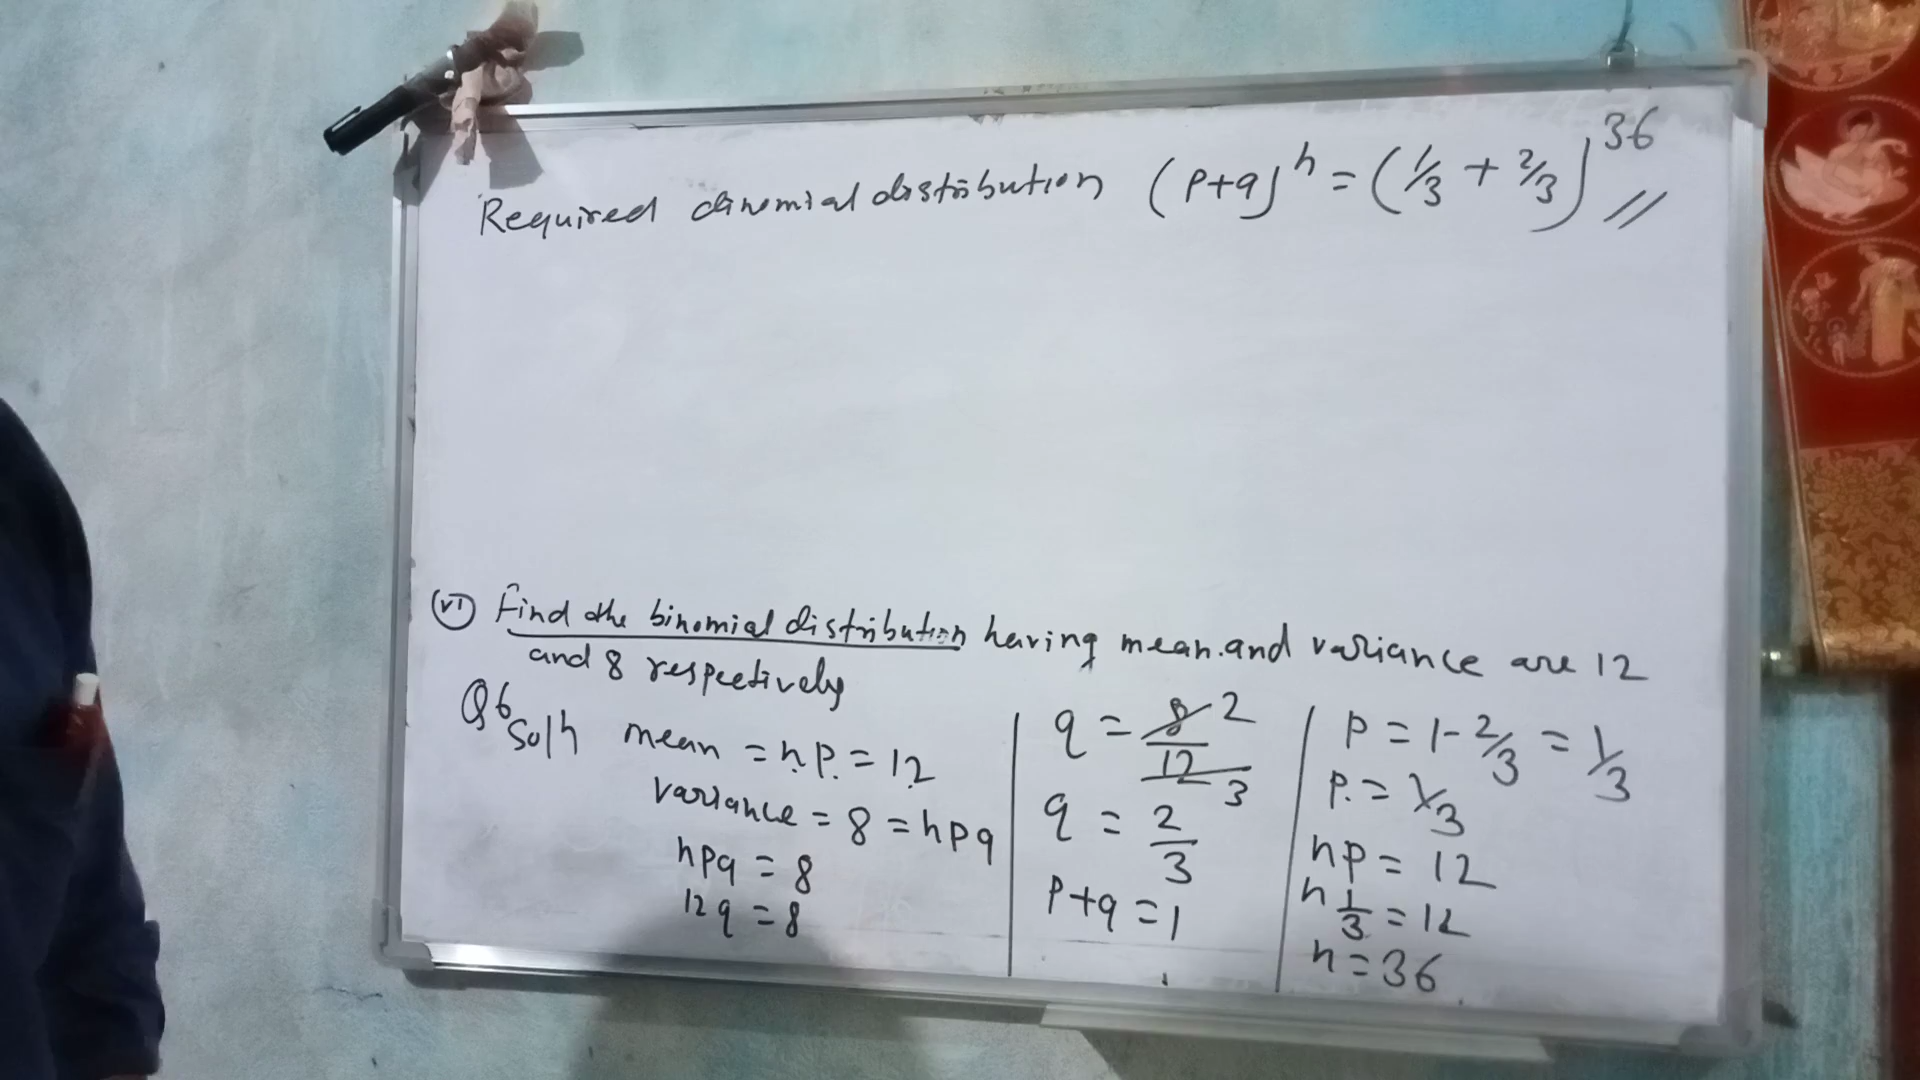 Required binomial distribution (p+q)^n = (1/3 + 2/3)^36 //
(vi) Find the binomial distribution having mean and variance are 12
and 8 respectively
Q6
Soln mean = n.p. = 12
variance = 8 = npq
npq = 8
12q = 8
q = 8/12 2 3
q = 2/3
p+q = 1
p = 1 - 2/3 = 1/3
p. = 1/3
np = 12
n 1/3 = 12
n = 36